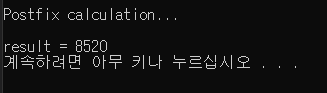 Postfix calculation...
result = 8520
계속하려면 아무 키나 누르십시오 . . .